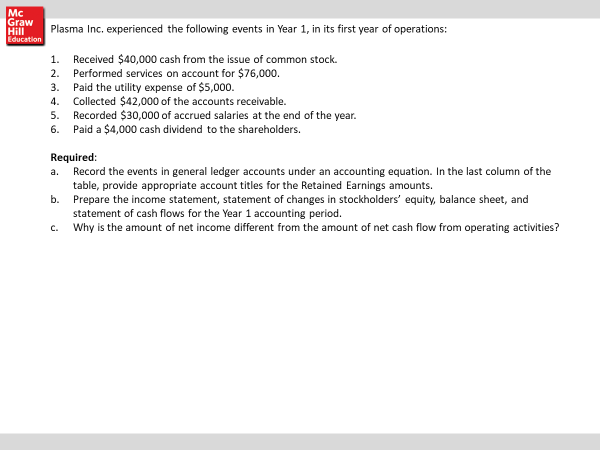 Mc
Graw
Hill
Education
Plasma Inc. experienced the following events in Year 1, in its first year of operations:
1. Received $40,000 cash from the issue of common stock.
2. Performed services on account for $76,000.
3. Paid the utility expense of $5,000.
4. Collected $42,000 of the accounts receivable.
5. Recorded $30,000 of accrued salaries at the end of the year.
6. Paid a $4,000 cash dividend to the shareholders.
Required:
a. Record the events in general ledger accounts under an accounting equation. In the last column of the
table, provide appropriate account titles for the Retained Earnings amounts.
b. Prepare the income statement, statement of changes in stockholders’ equity, balance sheet, and
statement of cash flows for the Year 1 accounting period.
c. Why is the amount of net income different from the amount of net cash flow from operating activities?